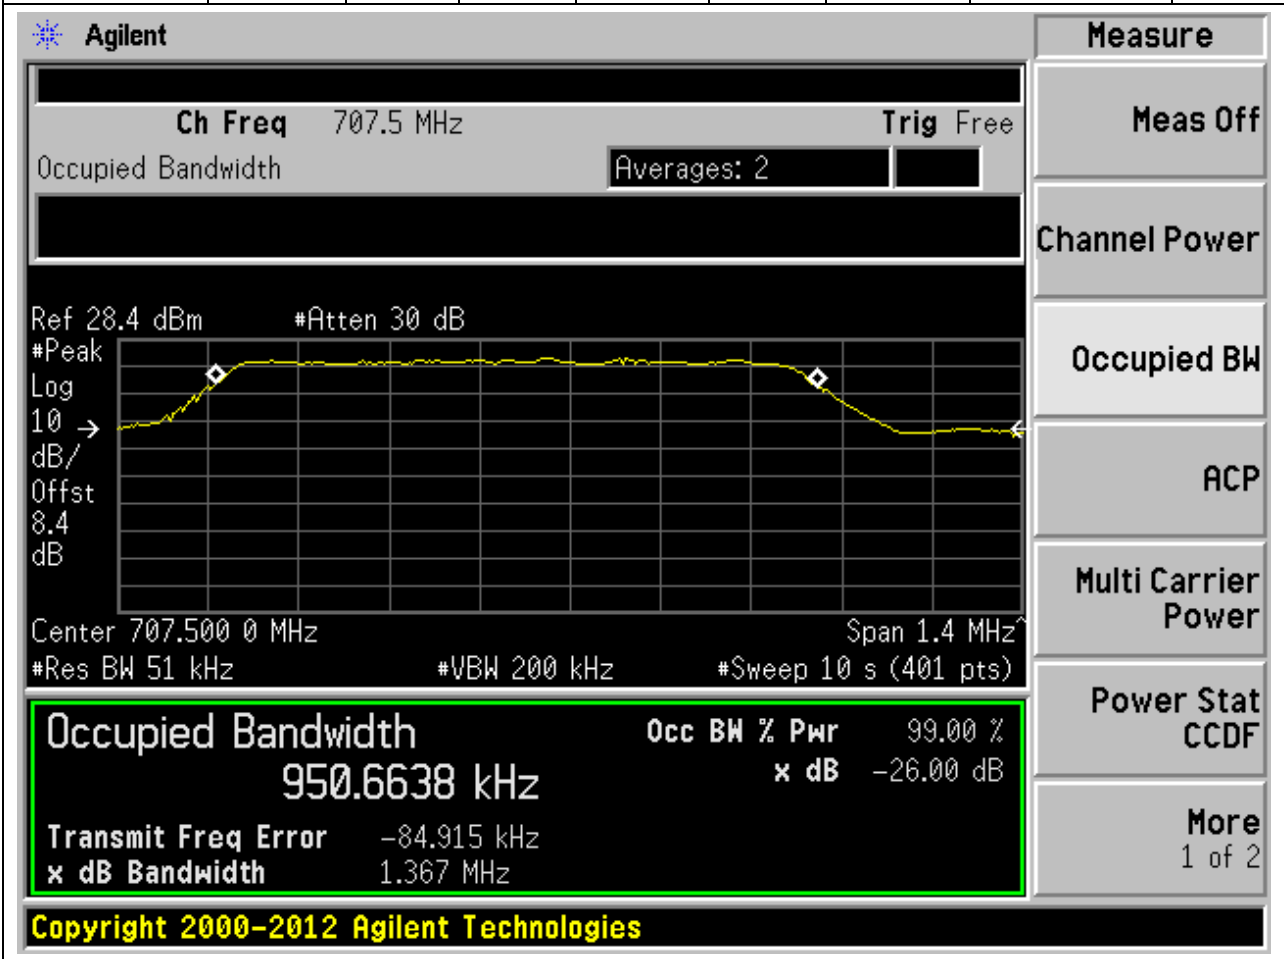 Agilent
Measure
Ch Freq 707.5 MHz Trig Free
Meas Off
Occupied Bandwidth Averages: 2
Channel Power
Ref 28.4 dBm #Atten 30 dB
#Peak
Log
10
dB/
Offst
8.4
dB
Occupied BW
ACP
Multi Carrier
Power
Center 707.500 0 MHz Span 1.4 MHz^
#Res BW 51 kHz #VBW 200 kHz #Sweep 10 s (401 pts)
Power Stat
CCDF
Occupied Bandwidth Occ BW % Pwr 99.00 %
950.6638 kHz x dB -26.00 dB
Transmit Freq Error -84.915 kHz
x dB Bandwidth 1.367 MHz
More
1 of 2
Copyright 2000-2012 Agilent Technologies